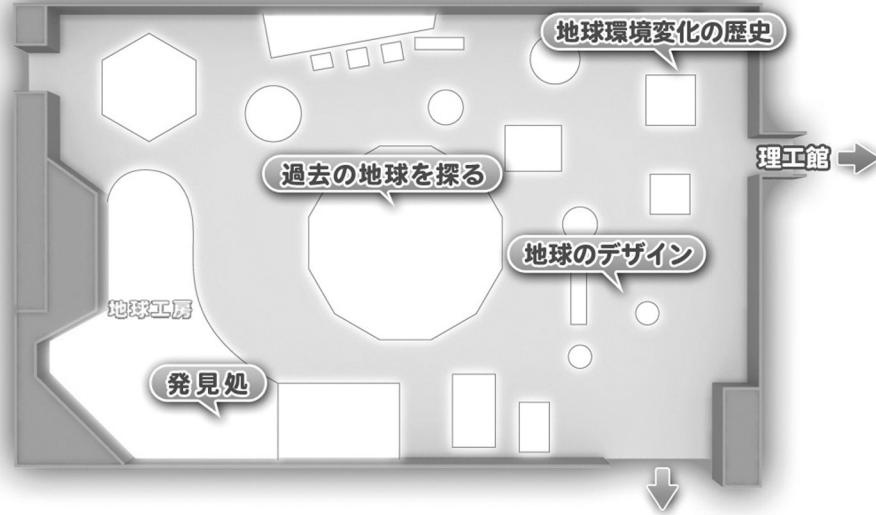 地球環境変化の歴史
理工館
過去の地球を探る
地球のデザイン
地球工房
発見処